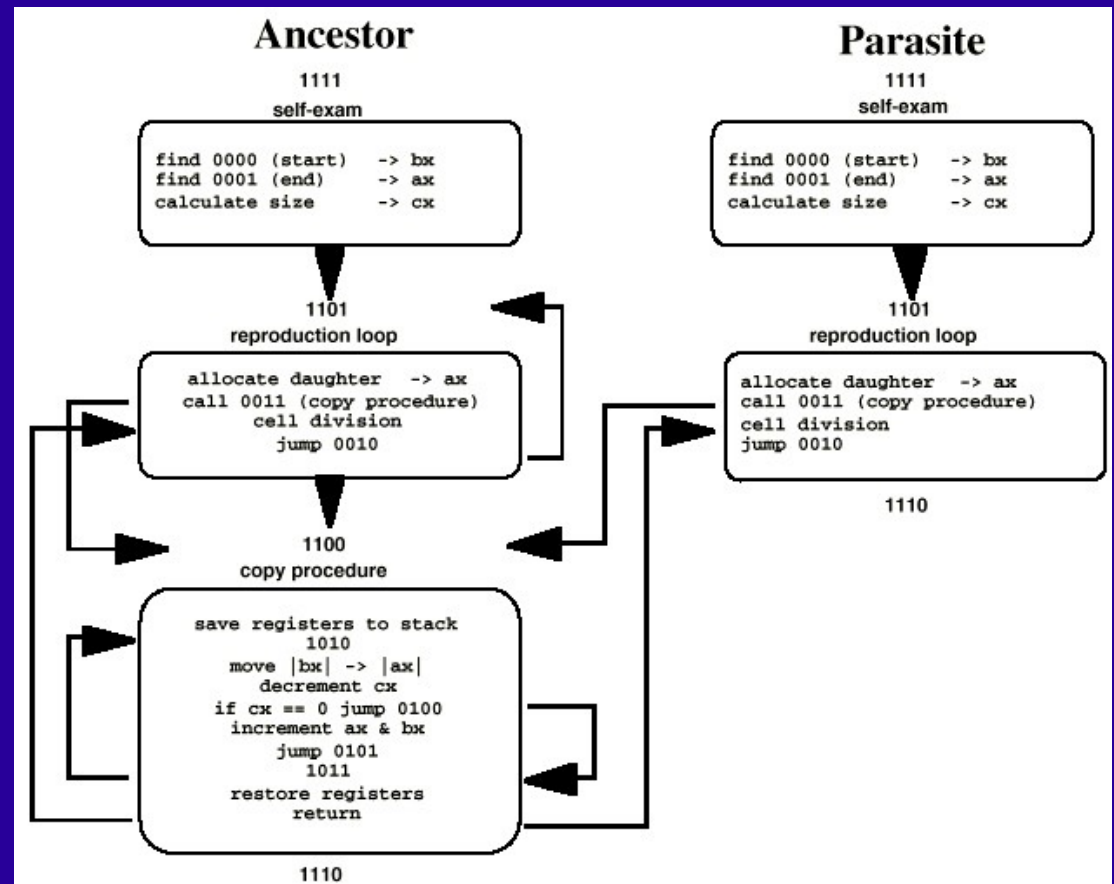 Ancestor
1111
self-exam
find 0000 (start) -> bx
find 0001 (end) -> ax
calculate size -> cx
1101
reproduction loop
allocate daughter -> ax
call 0011 (copy procedure)
cell division
jump 0010
1100
copy procedure
save registers to stack
1010
move |bx| -> |ax|
decrement cx
if cx == 0 jump 0100
increment ax & bx
jump 0101
1011
restore registers
return
1110
Parasite
1111
self-exam
find 0000 (start) -> bx
find 0001 (end) -> ax
calculate size -> cx
1101
reproduction loop
allocate daughter -> ax
call 0011 (copy procedure)
cell division
jump 0010
1110